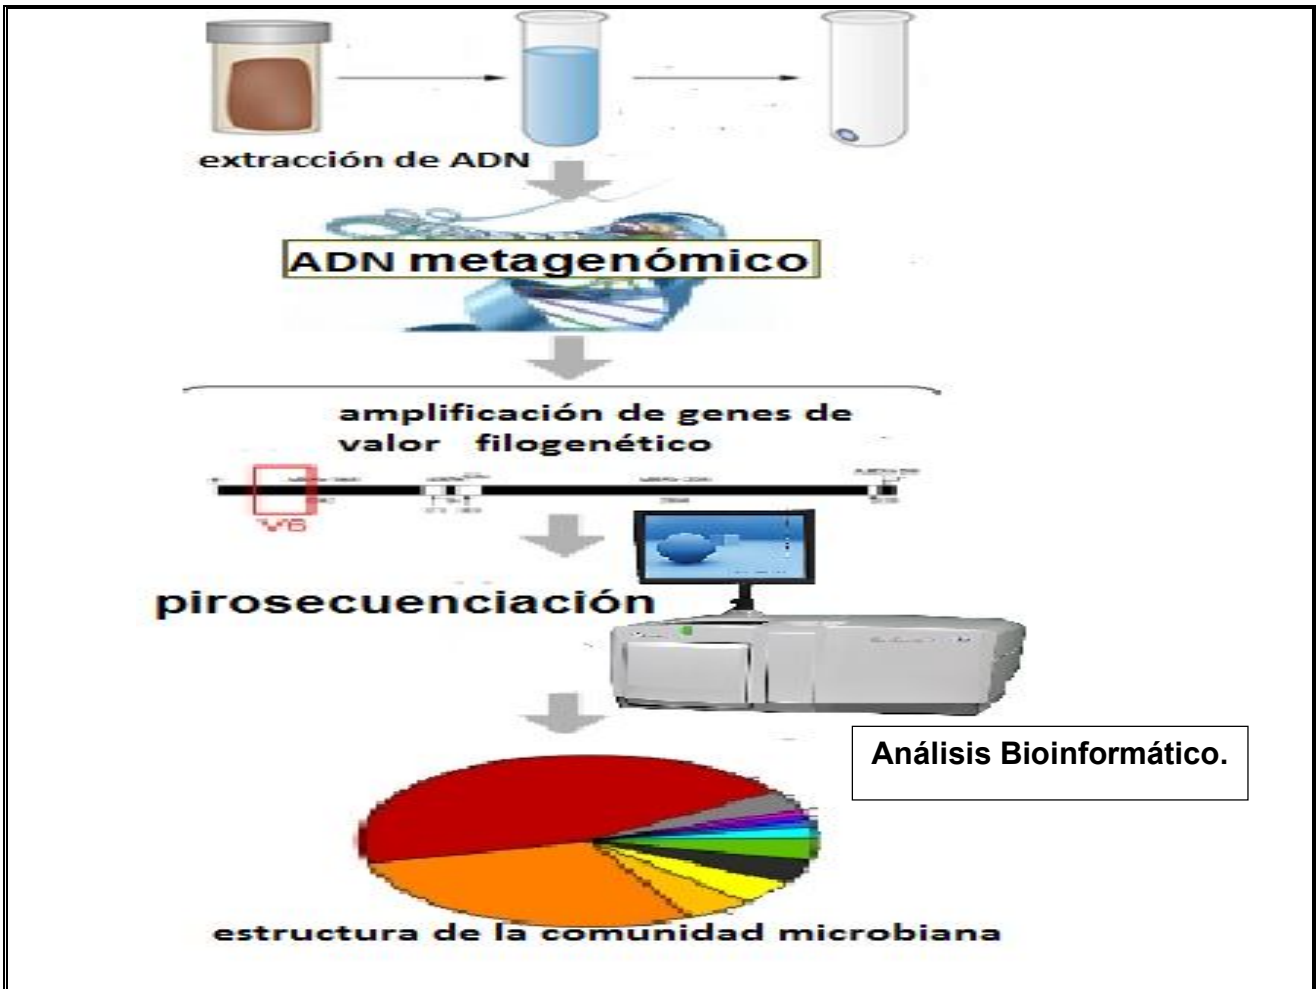 extracción de ADN
ADN metagenómico
amplificación de genes de
valor filogenético
V6
pirosecuenciación
Análisis Bioinformático.
estructura de la comunidad microbiana